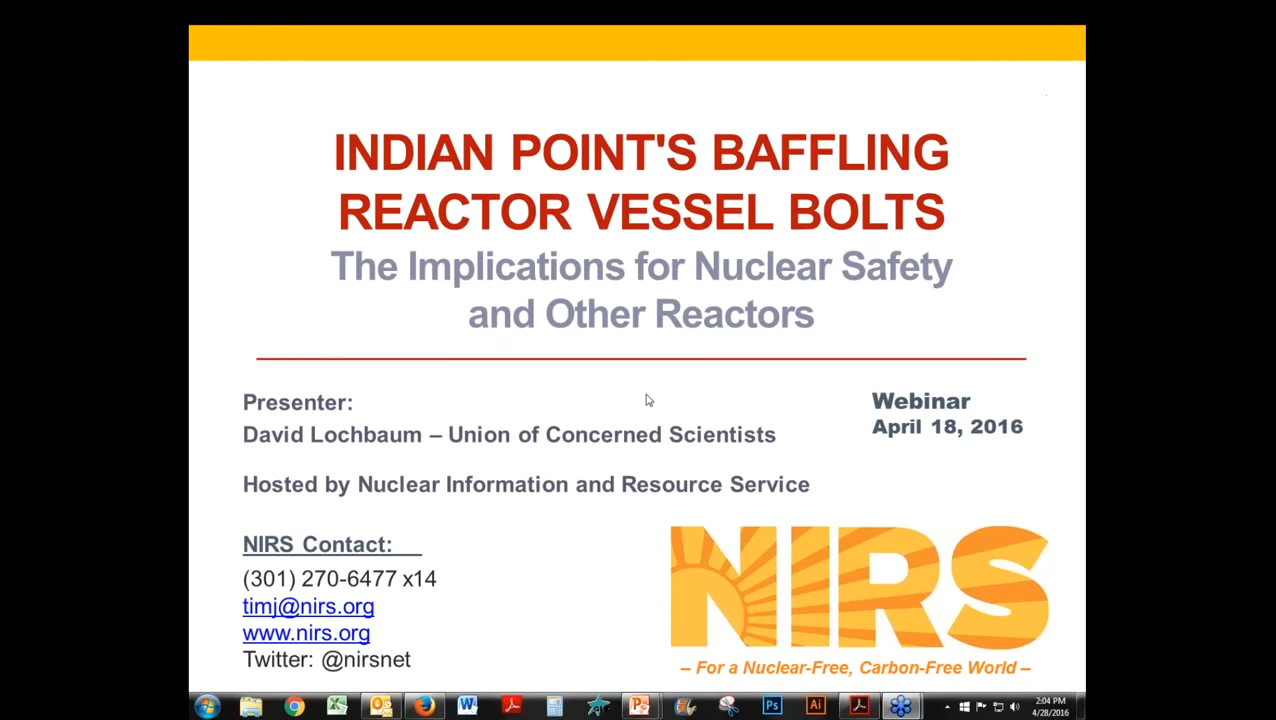 INDIAN POINT'S BAFFLING
REACTOR VESSEL BOLTS
The Implications for Nuclear Safety
and Other Reactors
Presenter:
David Lochbaum – Union of Concerned Scientists
Webinar
April 18, 2016
Hosted by Nuclear Information and Resource Service
NIRS Contact:
(301) 270-6477 x14
timj@nirs.org
www.nirs.org
Twitter: @nirsnet
NIRS
– For a Nuclear-Free, Carbon-Free World –
Ps
Ai
2:04 PM
4/28/2016